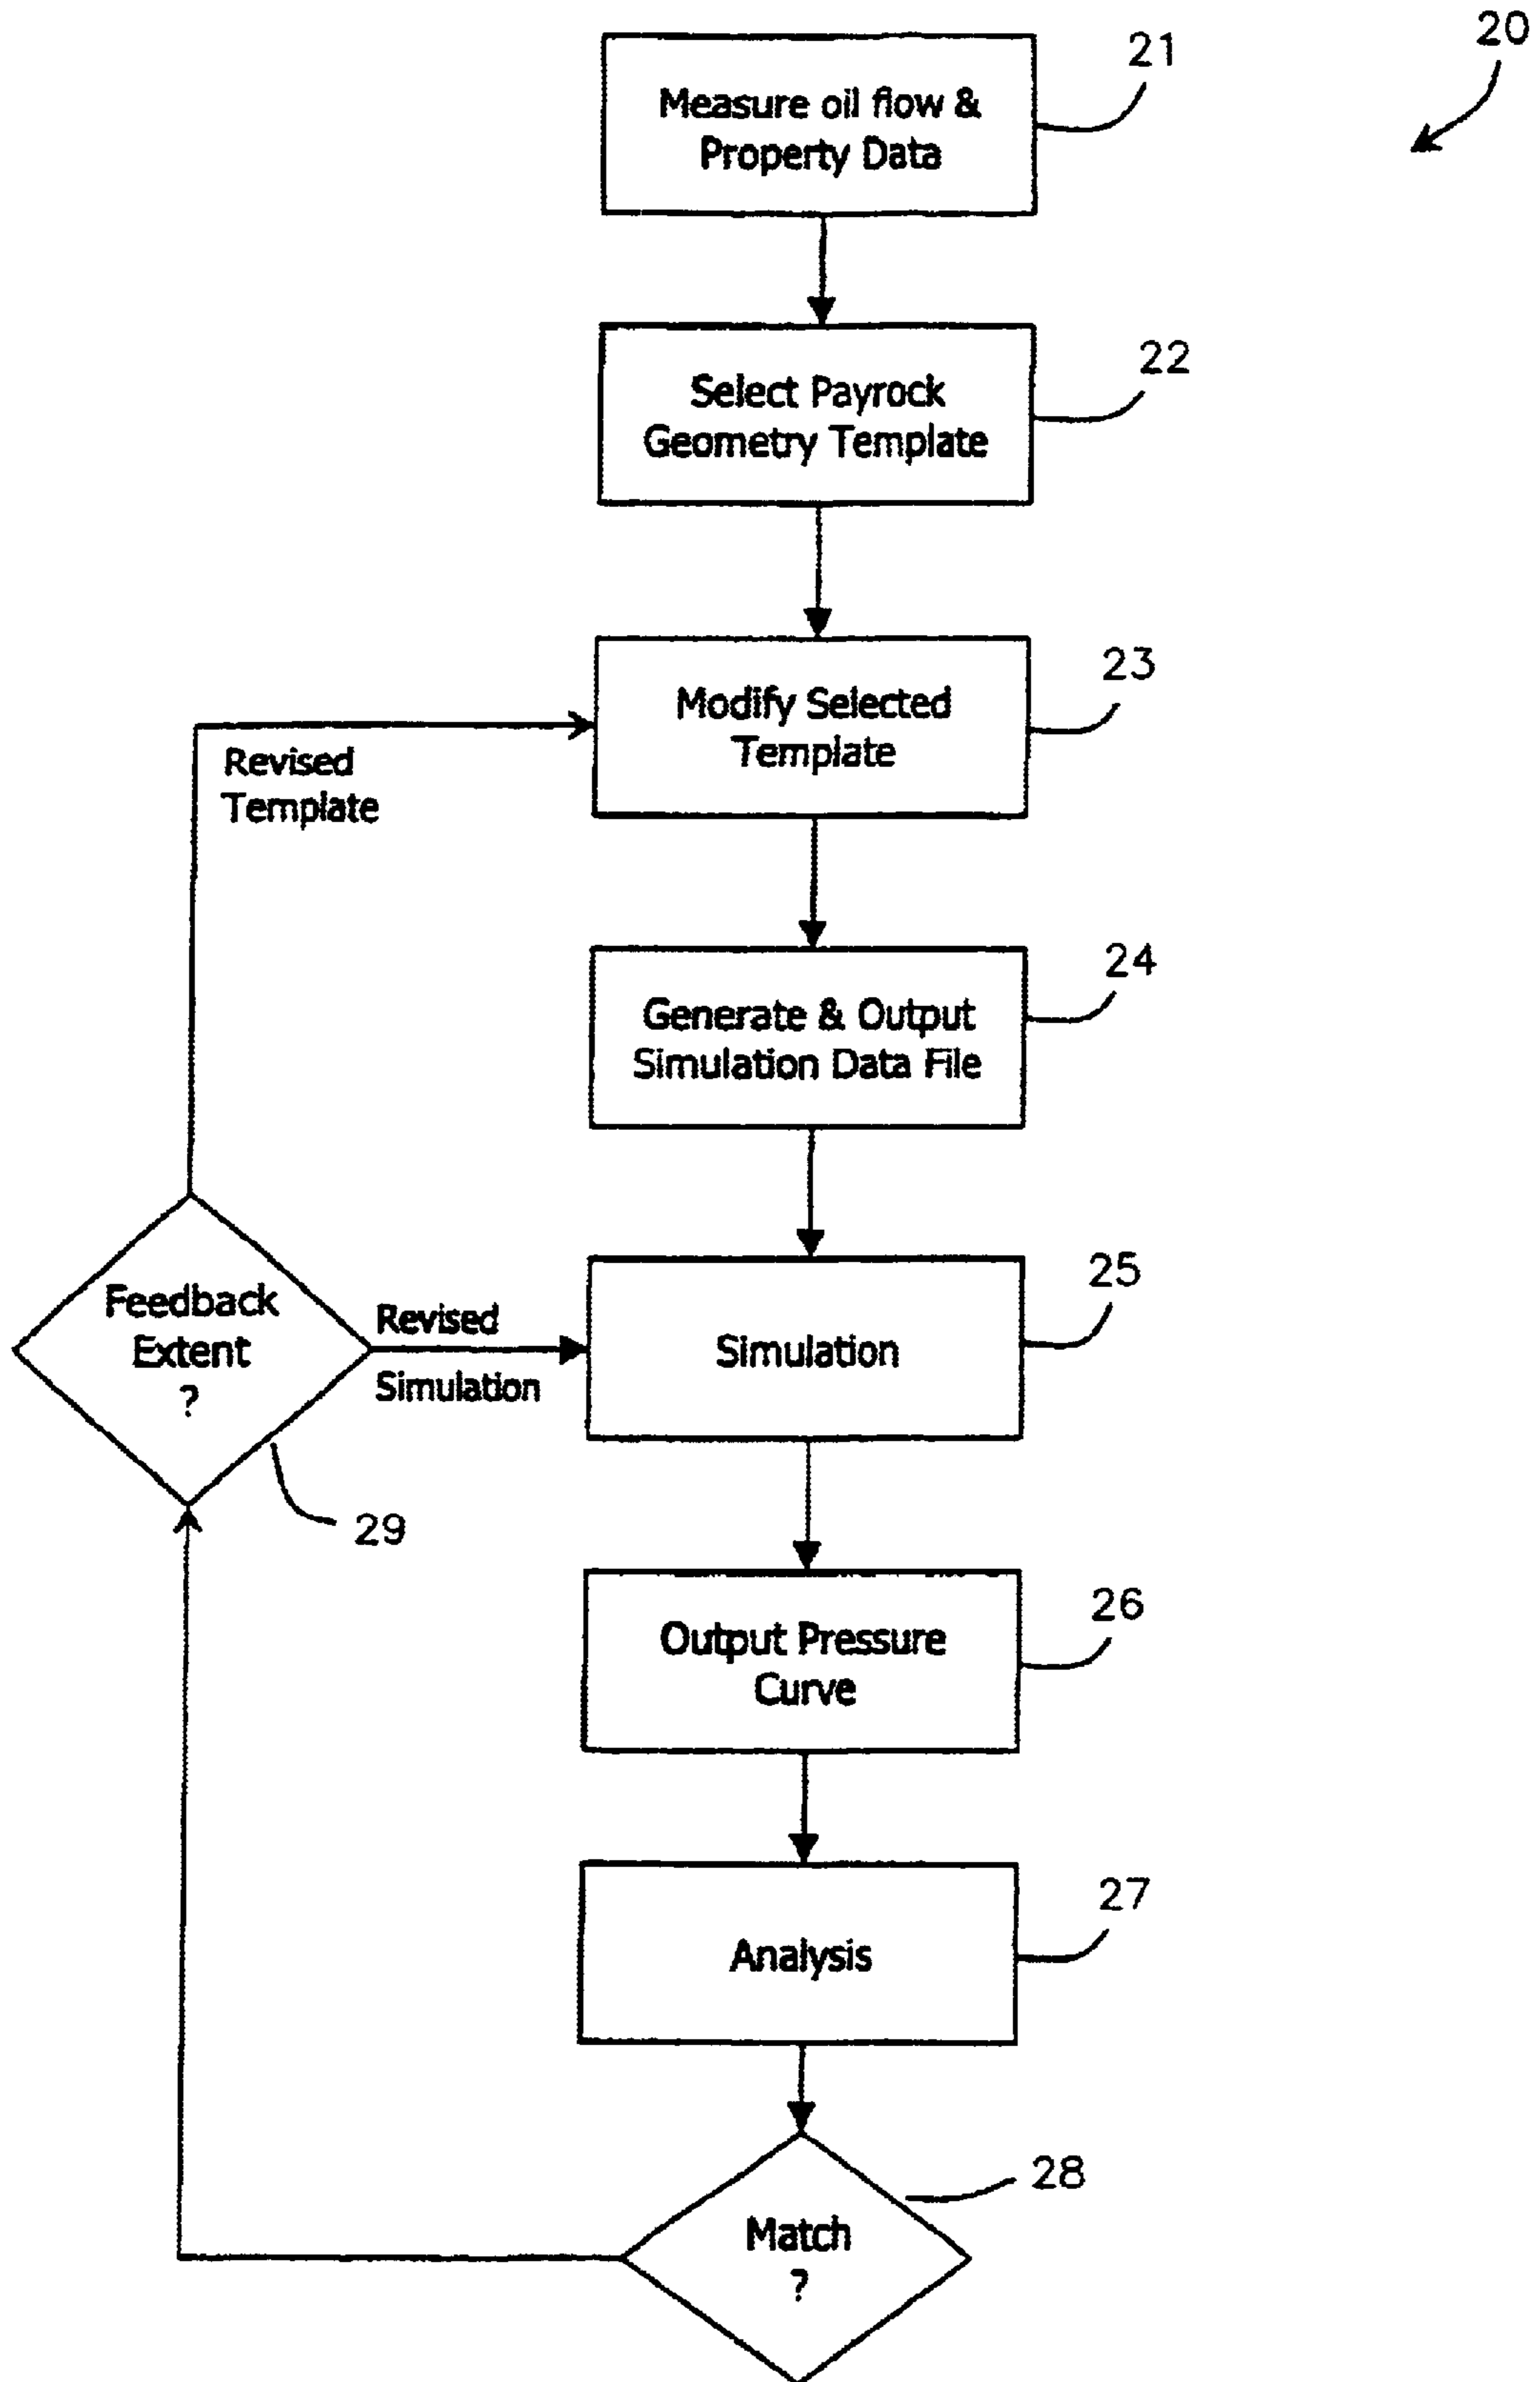 20
21
Measure oil flow &
Property Data
22
Select Payrock
Geometry Template
23
Modify Selected
Template
Revised
Template
24
Generate & Output
Simulation Data File
25
Simulation
Feedback
Extent
?
Revised
Simulation
29
26
Output Pressure
Curve
27
Analysis
28
Match
?